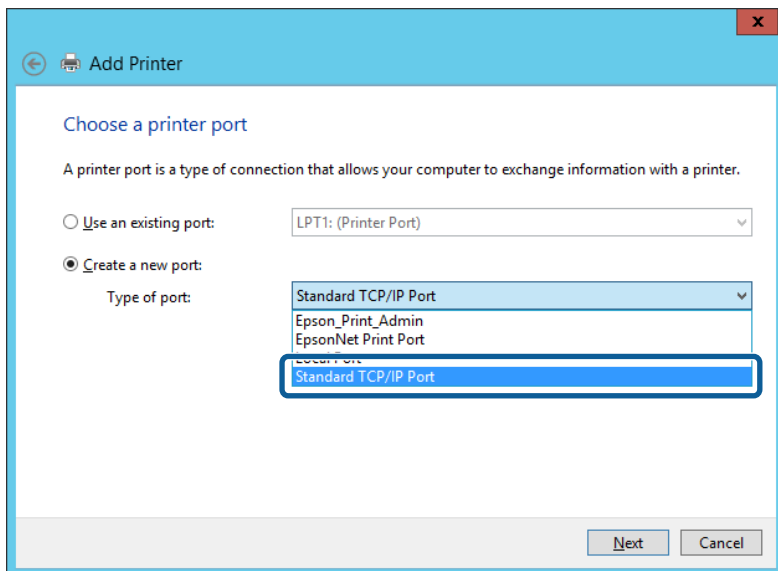 x
Add Printer
Choose a printer port
A printer port is a type of connection that allows your computer to exchange information with a printer.
Use an existing port: LPT1: (Printer Port)
Create a new port:
Type of port: Standard TCP/IP Port
Epson_Print_Admin
EpsonNet Print Port
Local Port
Standard TCP/IP Port
Next Cancel